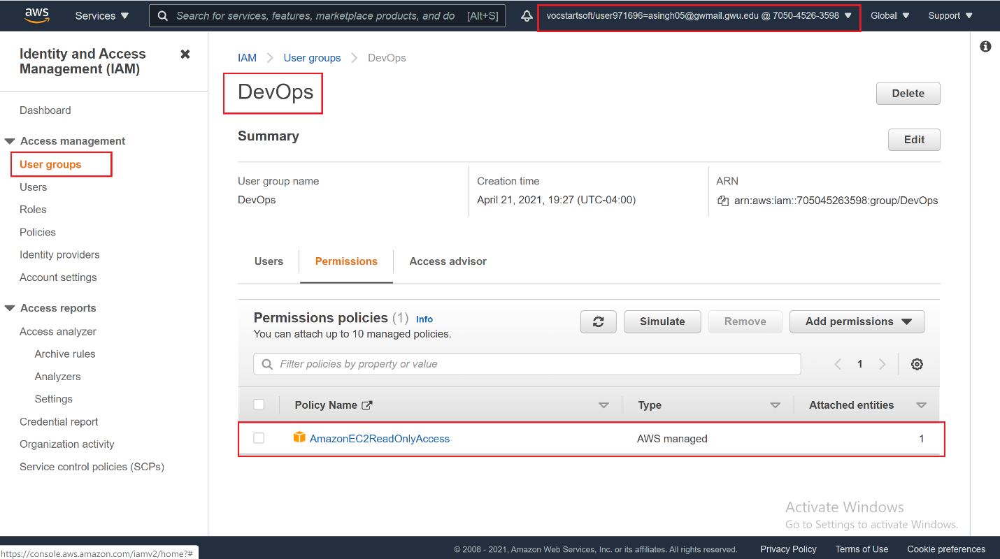 aws
Services
Search for services, features, marketplace products, and do [Alt+S]
vocstartsoft/user971696=asingh05@gwmail.gwu.edu @ 7050-4526-3598
Global
Support
Identity and Access
Management (IAM)
Dashboard
Access management
User groups
Users
Roles
Policies
Identity providers
Account settings
Access reports
Access analyzer
Archive rules
Analyzers
Settings
Credential report
Organization activity
Service control policies (SCPs)
IAM
User groups
DevOps
DevOps
Delete
Summary
Edit
User group name
DevOps
Creation time
April 21, 2021, 19:27 (UTC-04:00)
ARN
arn:aws:iam::705045263598:group/DevOps
Users
Permissions
Access advisor
Permissions policies (1) Info
You can attach up to 10 managed policies.
Simulate
Remove
Add permissions
Filter policies by property or value
1
Policy Name
Type
Attached entities
AmazonEC2ReadOnlyAccess
AWS managed
1
Activate Windows
Go to Settings to activate Windows.
https://console.aws.amazon.com/iamv2/home?#
© 2008 - 2021, Amazon Web Services, Inc. or its affiliates. All rights reserved.
Privacy Policy
Terms of Use
Cookie preferences